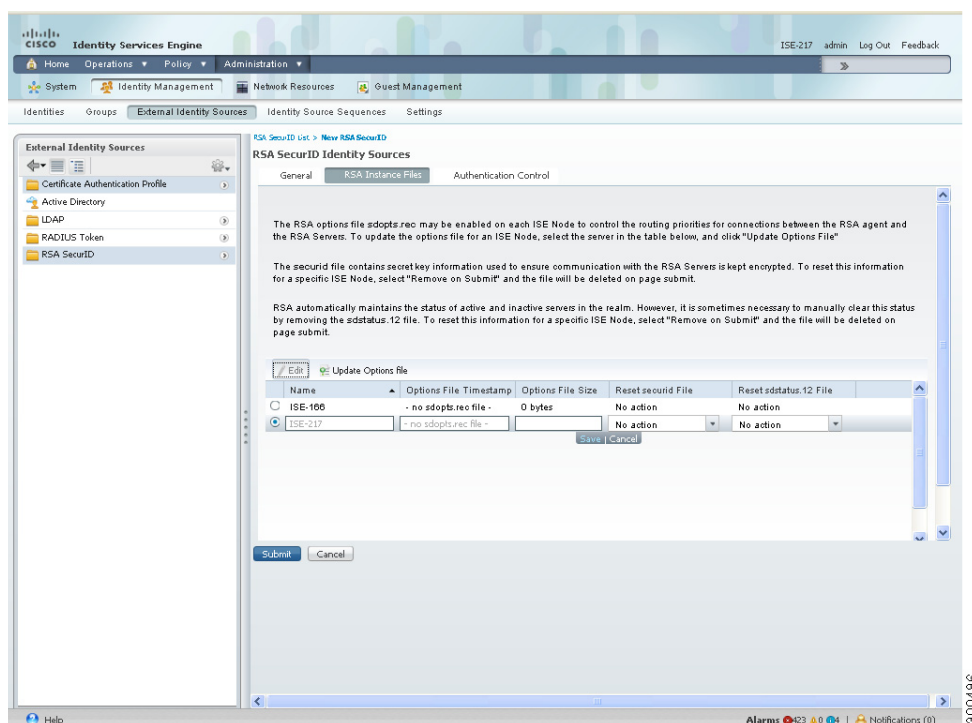 CISCO Identity Services Engine
ISE-217 admin Log Out Feedback
Home Operations Policy Administration
System Identity Management Network Resources Guest Management
Identities Groups External Identity Sources Identity Source Sequences Settings
External Identity Sources
Certificate Authentication Profile
Active Directory
LDAP
RADIUS Token
RSA SecurID
RSA SecurID List > New RSA SecurID
RSA SecurID Identity Sources
General RSA Instance Files Authentication Control
The RSA options file sdopts.rec may be enabled on each ISE Node to control the routing priorities for connections between the RSA agent and
the RSA Servers. To update the options file for an ISE Node, select the server in the table below, and click "Update Options File"
The securid file contains secret key information used to ensure communication with the RSA Servers is kept encrypted. To reset this information
for a specific ISE Node, select "Remove on Submit" and the file will be deleted on page submit.
RSA automatically maintains the status of active and inactive servers in the realm. However, it is sometimes necessary to manually clear this status
by removing the sdstatus.12 file. To reset this information for a specific ISE Node, select "Remove on Submit" and the file will be deleted on
page submit.
Edit Update Options file
Name Options File Timestamp Options File Size Reset securid File Reset sdstatus.12 File
ISE-166 - no sdopts.rec file - 0 bytes No action No action
ISE-217 - no sdopts.rec file - No action No action
Save | Cancel
Submit Cancel
Help
Alarms 423 0 4 | Notifications (0)